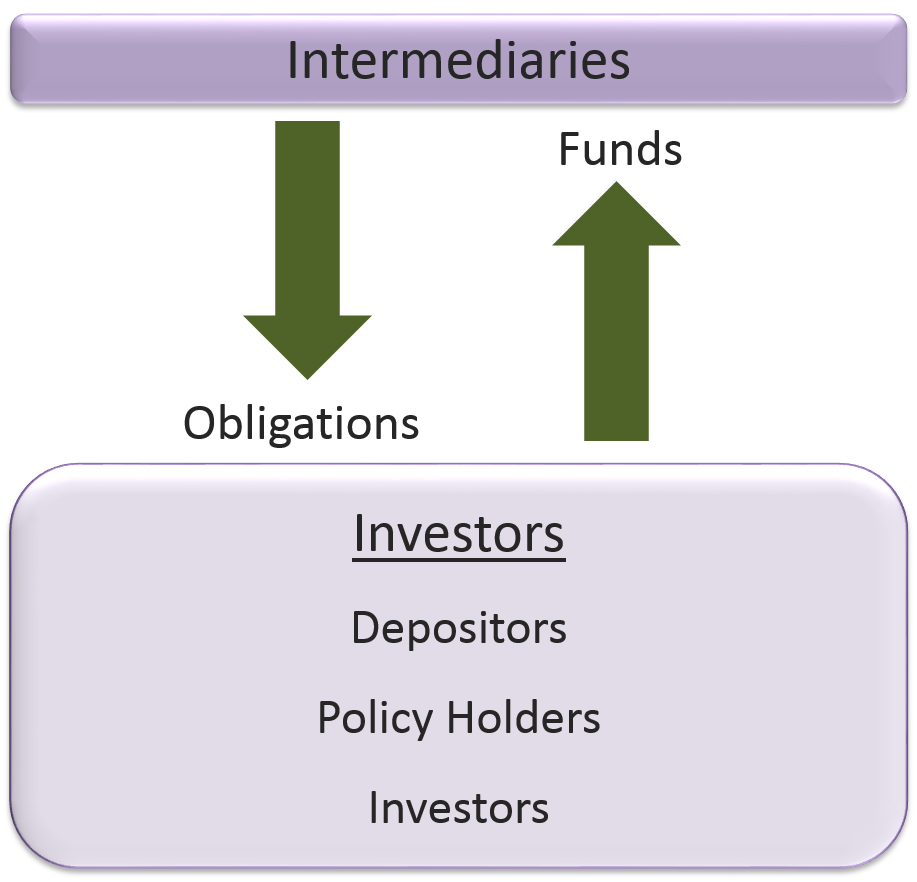 Intermediaries
Funds
Obligations
Investors
Depositors
Policy Holders
Investors